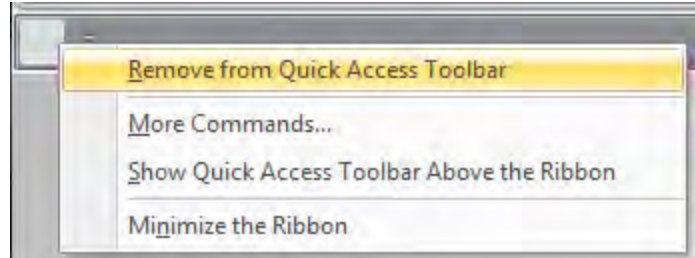 Remove from Quick Access Toolbar
More Commands...
Show Quick Access Toolbar Above the Ribbon
Minimize the Ribbon